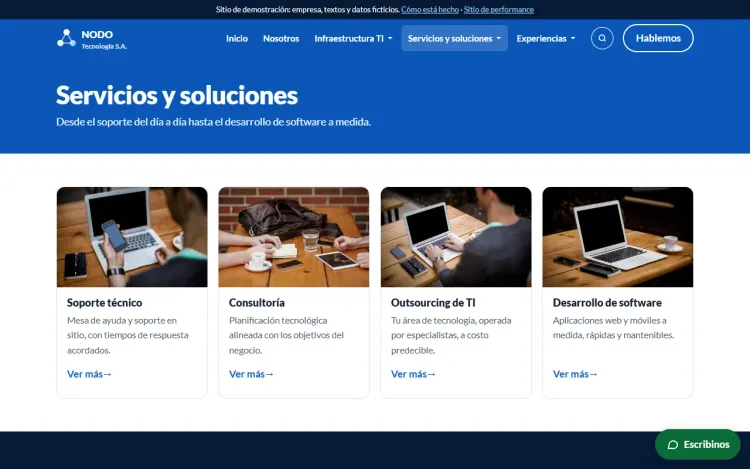 Sitio de demostración: empresa, textos y datos ficticios. Cómo está hecho · Sitio de performance
NODO
Tecnología S.A.
Inicio
Nosotros
Infraestructura TI
Servicios y soluciones
Experiencias
Hablemos
Servicios y soluciones
Desde el soporte del día a día hasta el desarrollo de software a medida.
Soporte técnico
Mesa de ayuda y soporte en
sitio, con tiempos de respuesta
acordados.
Ver más→
Consultoría
Planificación tecnológica
alineada con los objetivos del
negocio.
Ver más→
Outsourcing de TI
Tu área de tecnología, operada
por especialistas, a costo
predecible.
Ver más→
Desarrollo de software
Aplicaciones web y móviles a
medida, rápidas y mantenibles.
Ver más→
Escribinos